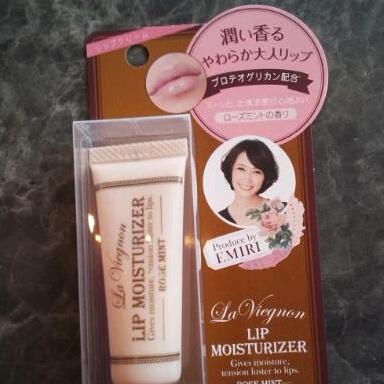 リップクリーム
潤い香る
やわらか大人リップ
プロテオグリカン配合
スーッとした清涼感が心地よい
ローズミントの香り
La Viegnon
LIP MOISTURIZER
Gives moisture, tension luster to lips.
ROSE MINT
Produce by
EMIRI
La Viegnon
LIP
MOISTURIZER
Gives moisture,
tension luster to lips.
ROSE MINT